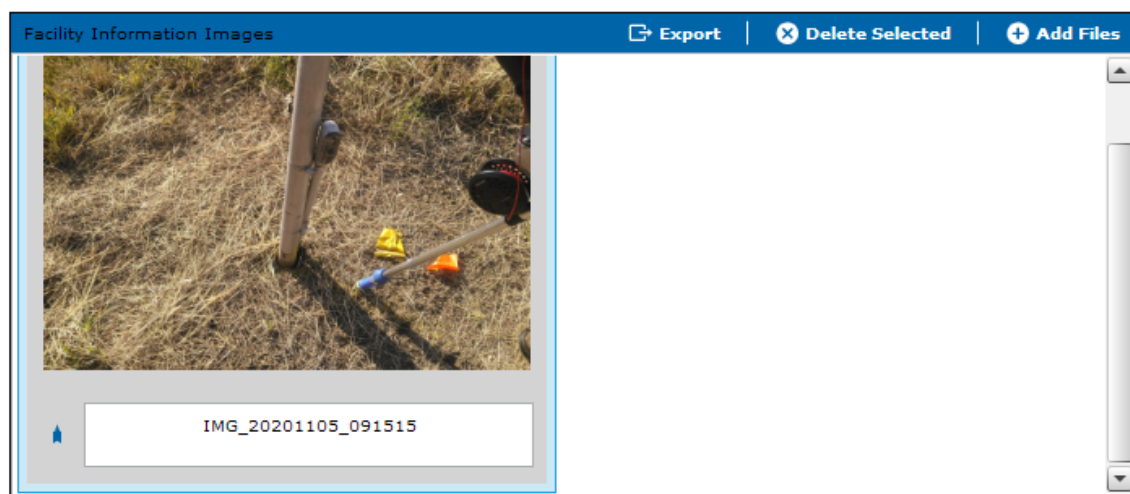 Facility Information Images
Export
Delete Selected
Add Files
IMG_20201105_091515